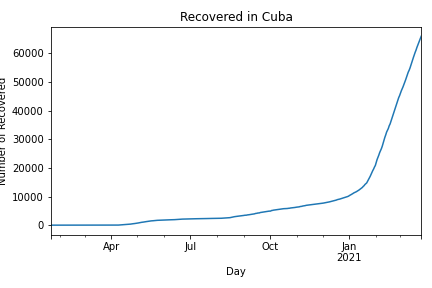 Recovered in Cuba
Number of Recovered
60000
50000
40000
30000
20000
10000
0
Apr
Jul
Oct
Jan
2021
Day